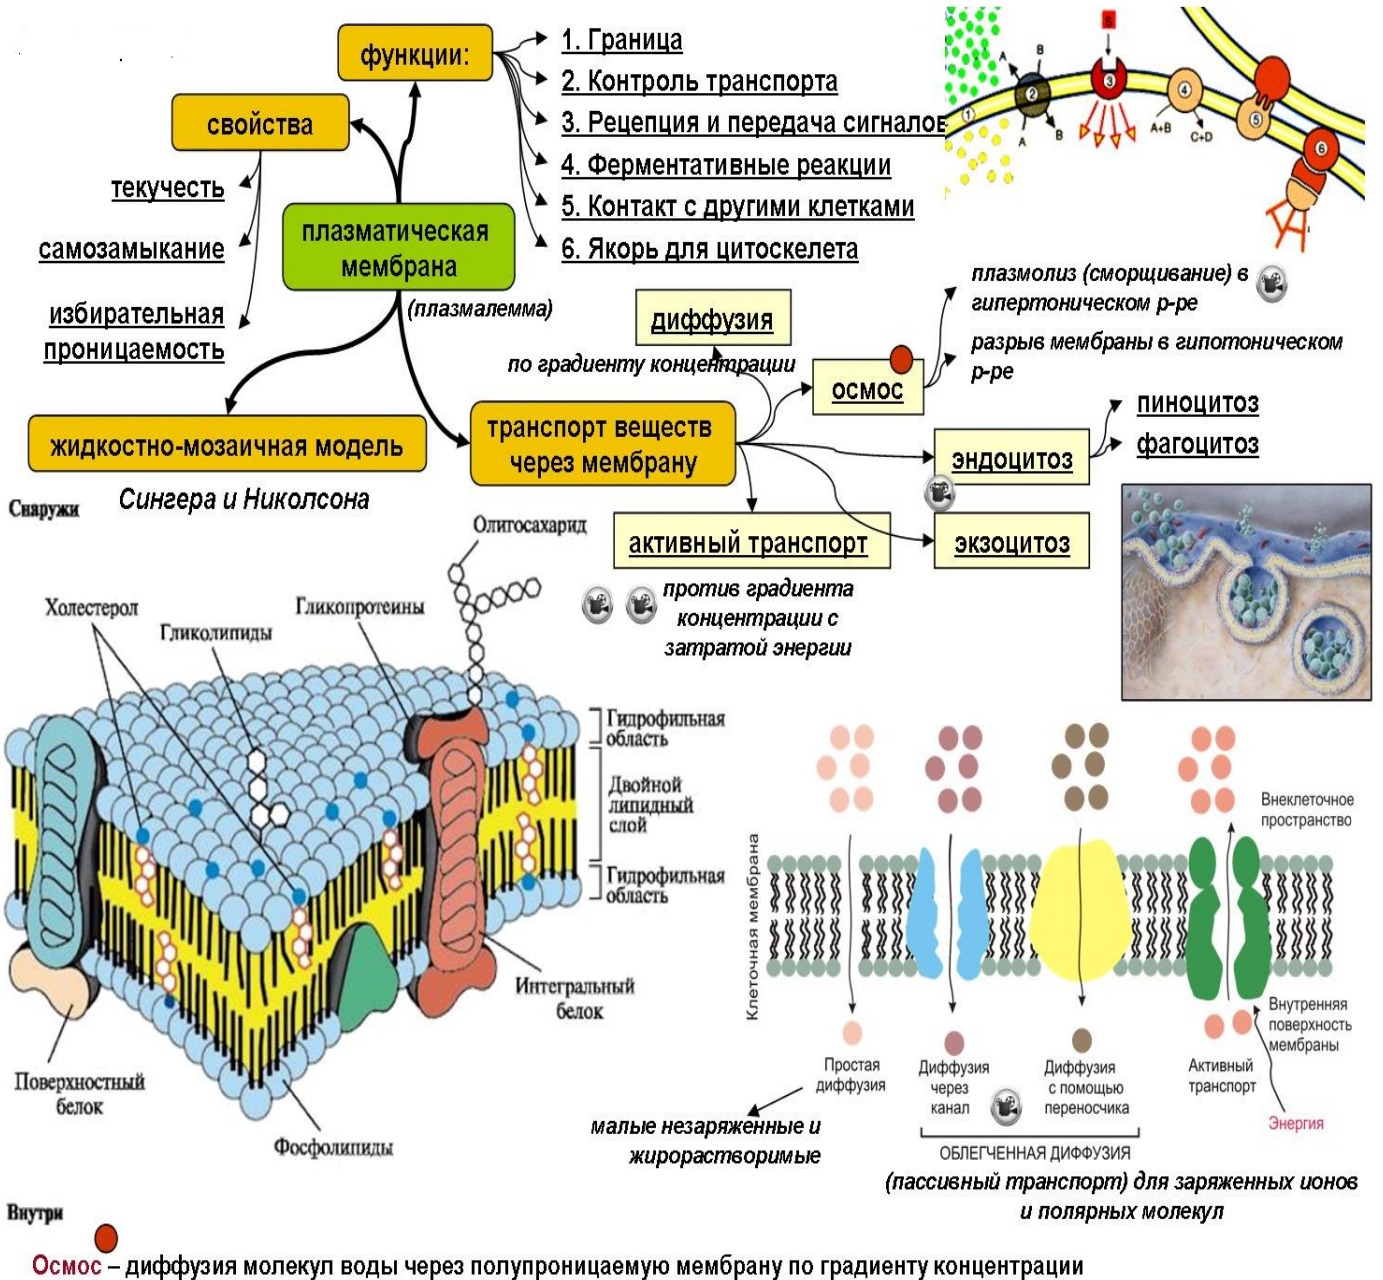 функции:
1. Граница
2. Контроль транспорта
3. Рецепция и передача сигналов
4. Ферментативные реакции
5. Контакт с другими клетками
6. Якорь для цитоскелета
свойства
текучесть
самозамыкание
избирательная
проницаемость
плазматическая
мембрана
(плазмалемма)
1
A
B
2
A
B
S
3
4
A+B
C+D
5
6
диффузия
по градиенту концентрации
осмос
плазмолиз (сморщивание) в
гипертоническом р-ре
разрыв мембраны в гипотоническом
р-ре
жидкостно-мозаичная модель
Сингера и Николсона
транспорт веществ
через мембрану
эндоцитоз
пиноцитоз
фагоцитоз
экзоцитоз
активный транспорт
против градиента
концентрации с
затратой энергии
Снаружи
Олигосахарид
Холестерол
Гликопротеины
Гликолипиды
Гидрофильная
область
Двойной
липидный
слой
Гидрофильная
область
Интегральный
белок
Поверхностный
белок
Фосфолипиды
Внутри
Клеточная мембрана
Внеклеточное
пространство
Внутренняя
поверхность
мембраны
Простая
диффузия
Диффузия
через
канал
Диффузия
с помощью
переносчика
Активный
транспорт
Энергия
малые незаряженные и
жирорастворимые
ОБЛЕГЧЕННАЯ ДИФФУЗИЯ
(пассивный транспорт) для заряженных ионов
и полярных молекул
Осмос – диффузия молекул воды через полупроницаемую мембрану по градиенту концентрации